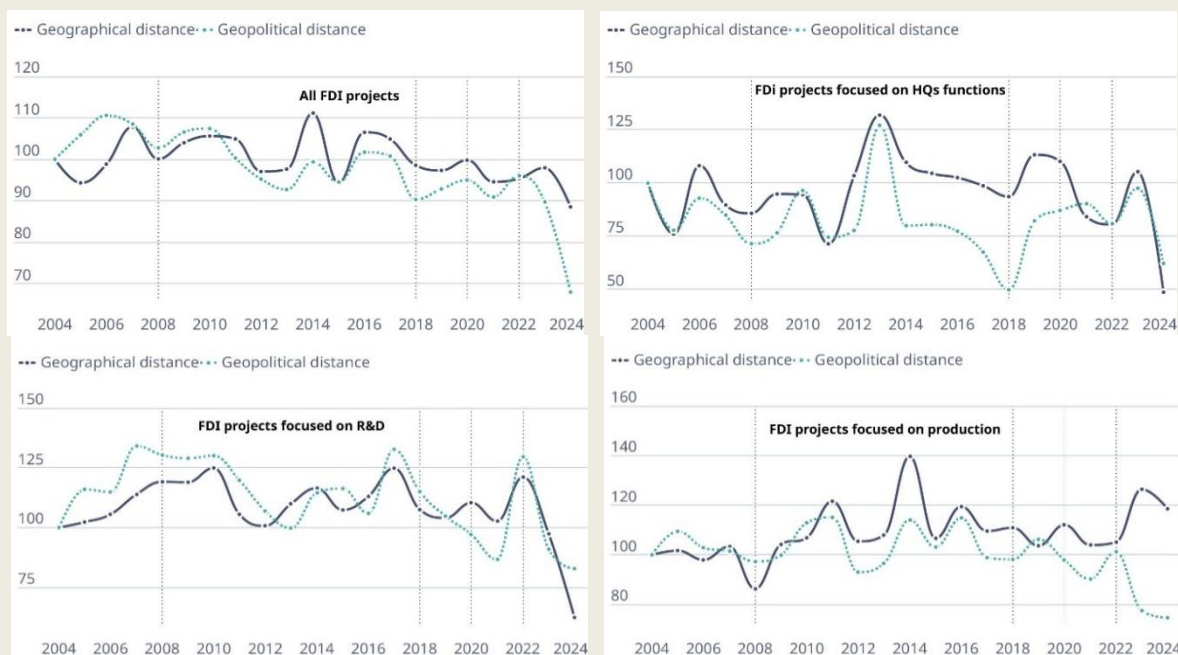 Geographical distance Geopolitical distance
120
All FDI projects
110
100
90
80
70
2004 2006 2008 2010 2012 2014 2016 2018 2020 2022 2024
Geographical distance Geopolitical distance
150
FDi projects focused on HQs functions
125
100
75
50
2004 2006 2008 2010 2012 2014 2016 2018 2020 2022 2024
Geographical distance Geopolitical distance
150
FDI projects focused on R&D
125
100
75
2004 2006 2008 2010 2012 2014 2016 2018 2020 2022 2024
Geographical distance Geopolitical distance
160
FDI projects focused on production
140
120
100
80
2004 2006 2008 2010 2012 2014 2016 2018 2020 2022 2024